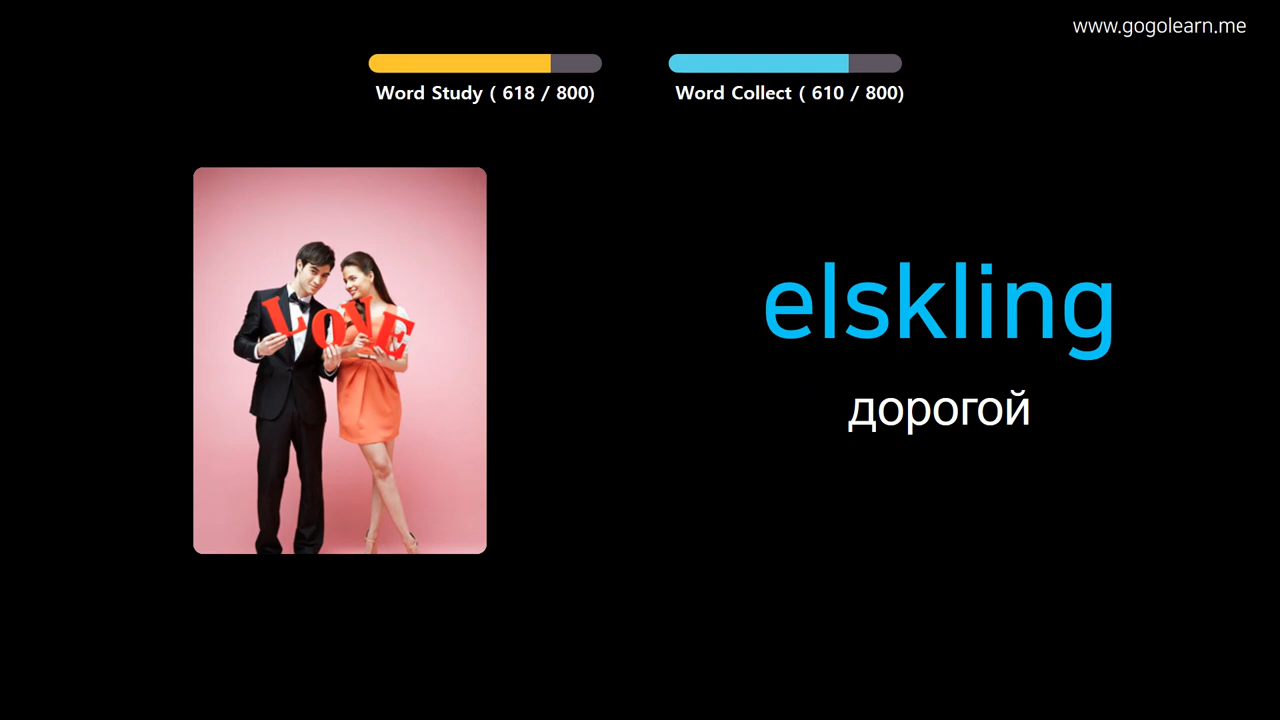 www.gogolearn.me
Word Study ( 618 / 800)
Word Collect ( 610 / 800)
LOVE
elskling
дорогой